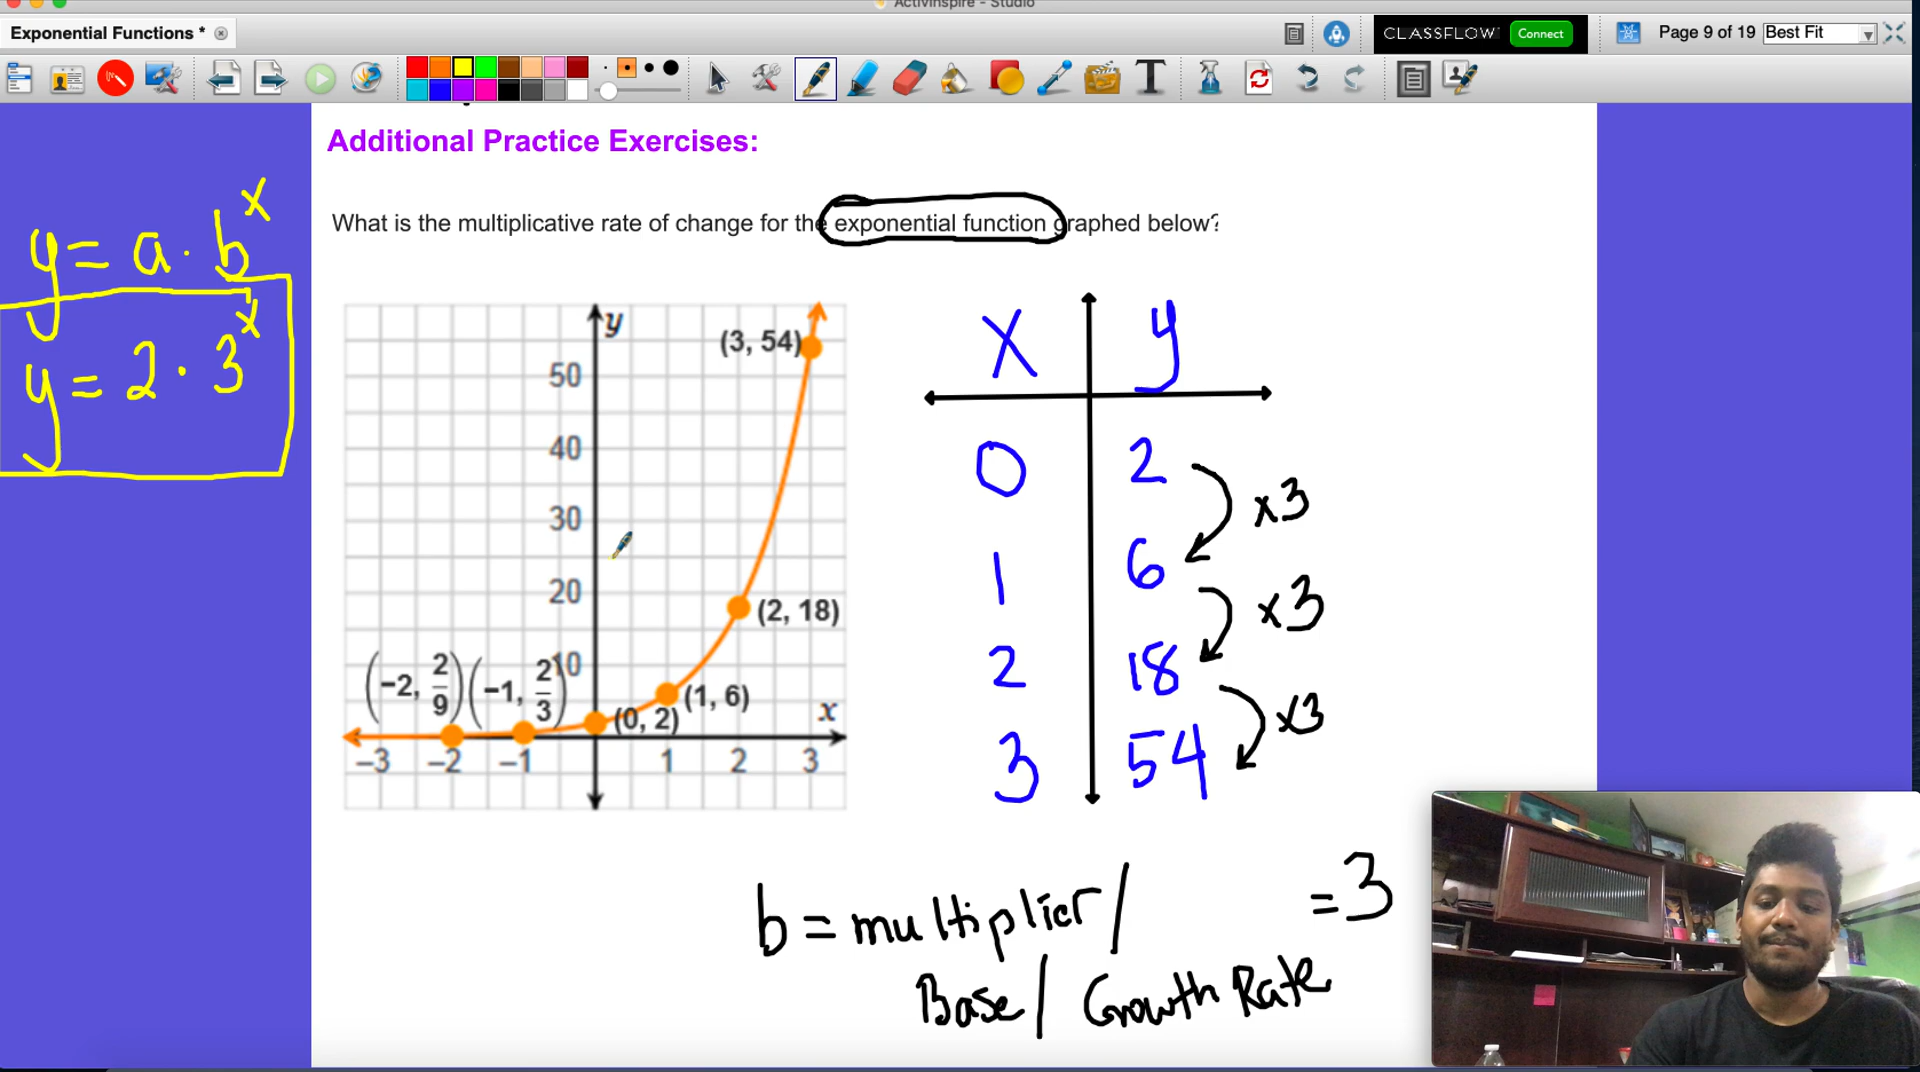 ActivInspire - Studio
Exponential Functions *
CLASSFLOW Connect
Page 9 of 19 Best Fit
Additional Practice Exercises:
What is the multiplicative rate of change for the exponential function graphed below?
y = a · b^x
y = 2 · 3^x
y
(3, 54)
50
40
30
20
(2, 18)
10
(−2, 2/9) (−1, 2/3)
(0, 2)
(1, 6)
x
−3 −2 −1 1 2 3
x y
0 2
x3
1 6
x3
2 18
x3
3 54
b = multiplier / = 3
Base / Growth Rate